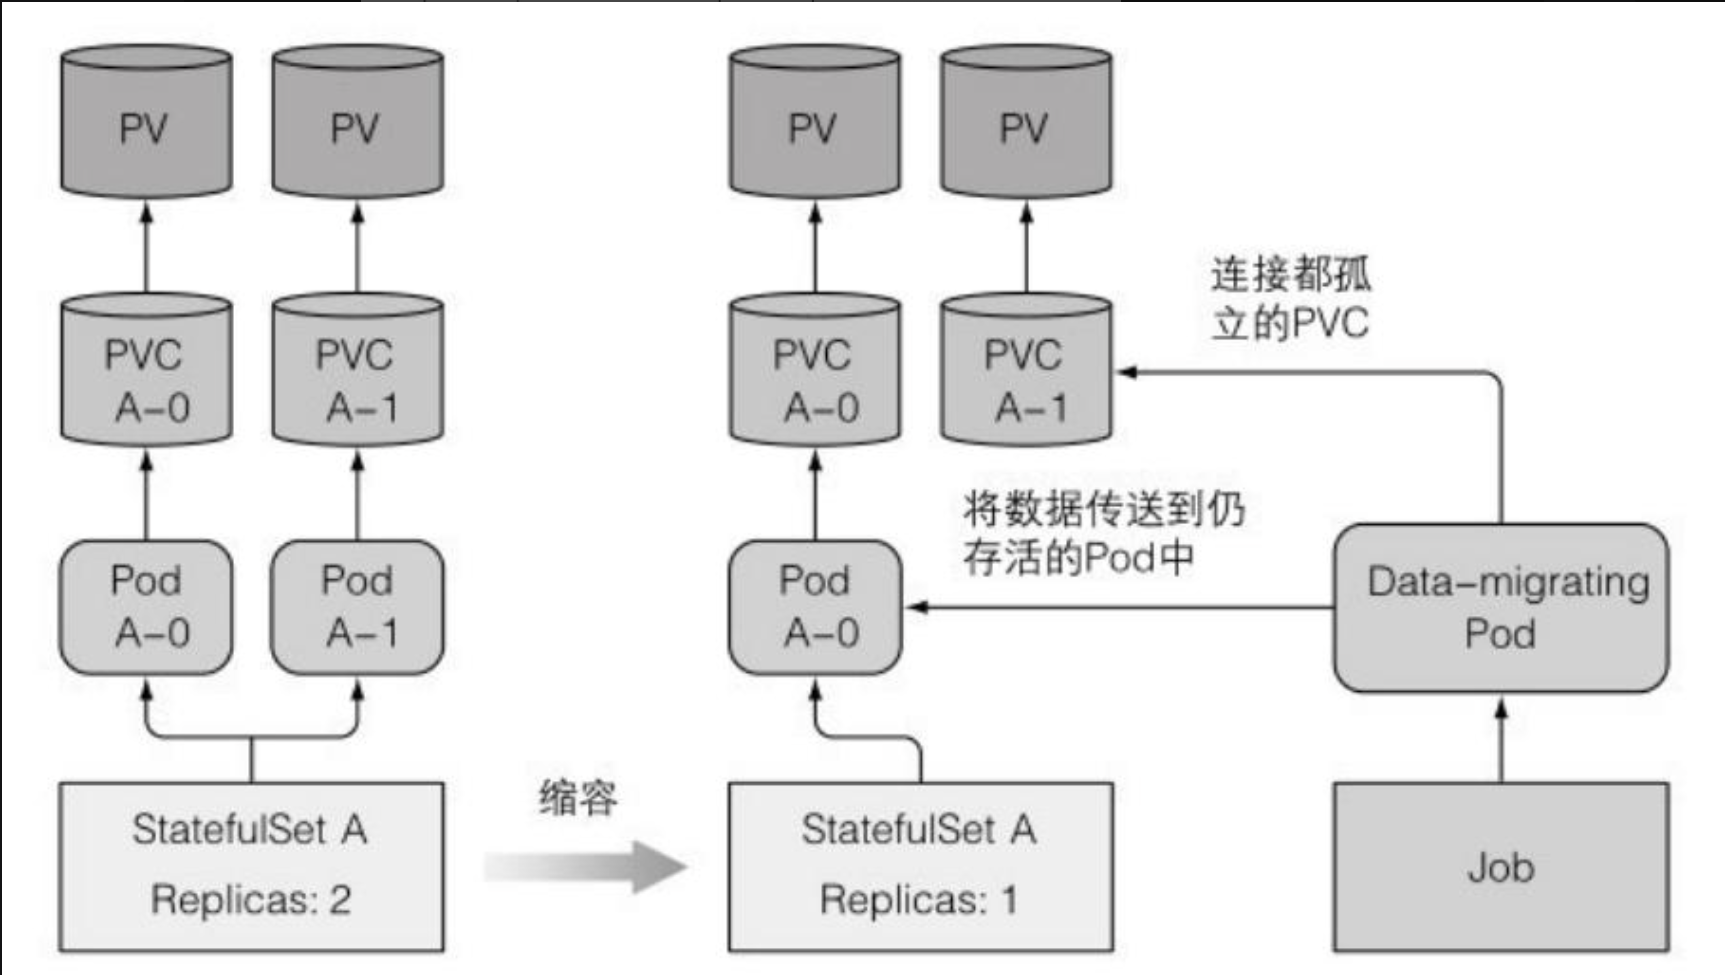 PV
PV
PVC
A-0
PVC
A-1
Pod
A-0
Pod
A-1
StatefulSet A
Replicas: 2
缩容
PV
PV
PVC
A-0
PVC
A-1
连接都孤
立的PVC
将数据传送到仍
存活的Pod中
Pod
A-0
Data-migrating
Pod
StatefulSet A
Replicas: 1
Job